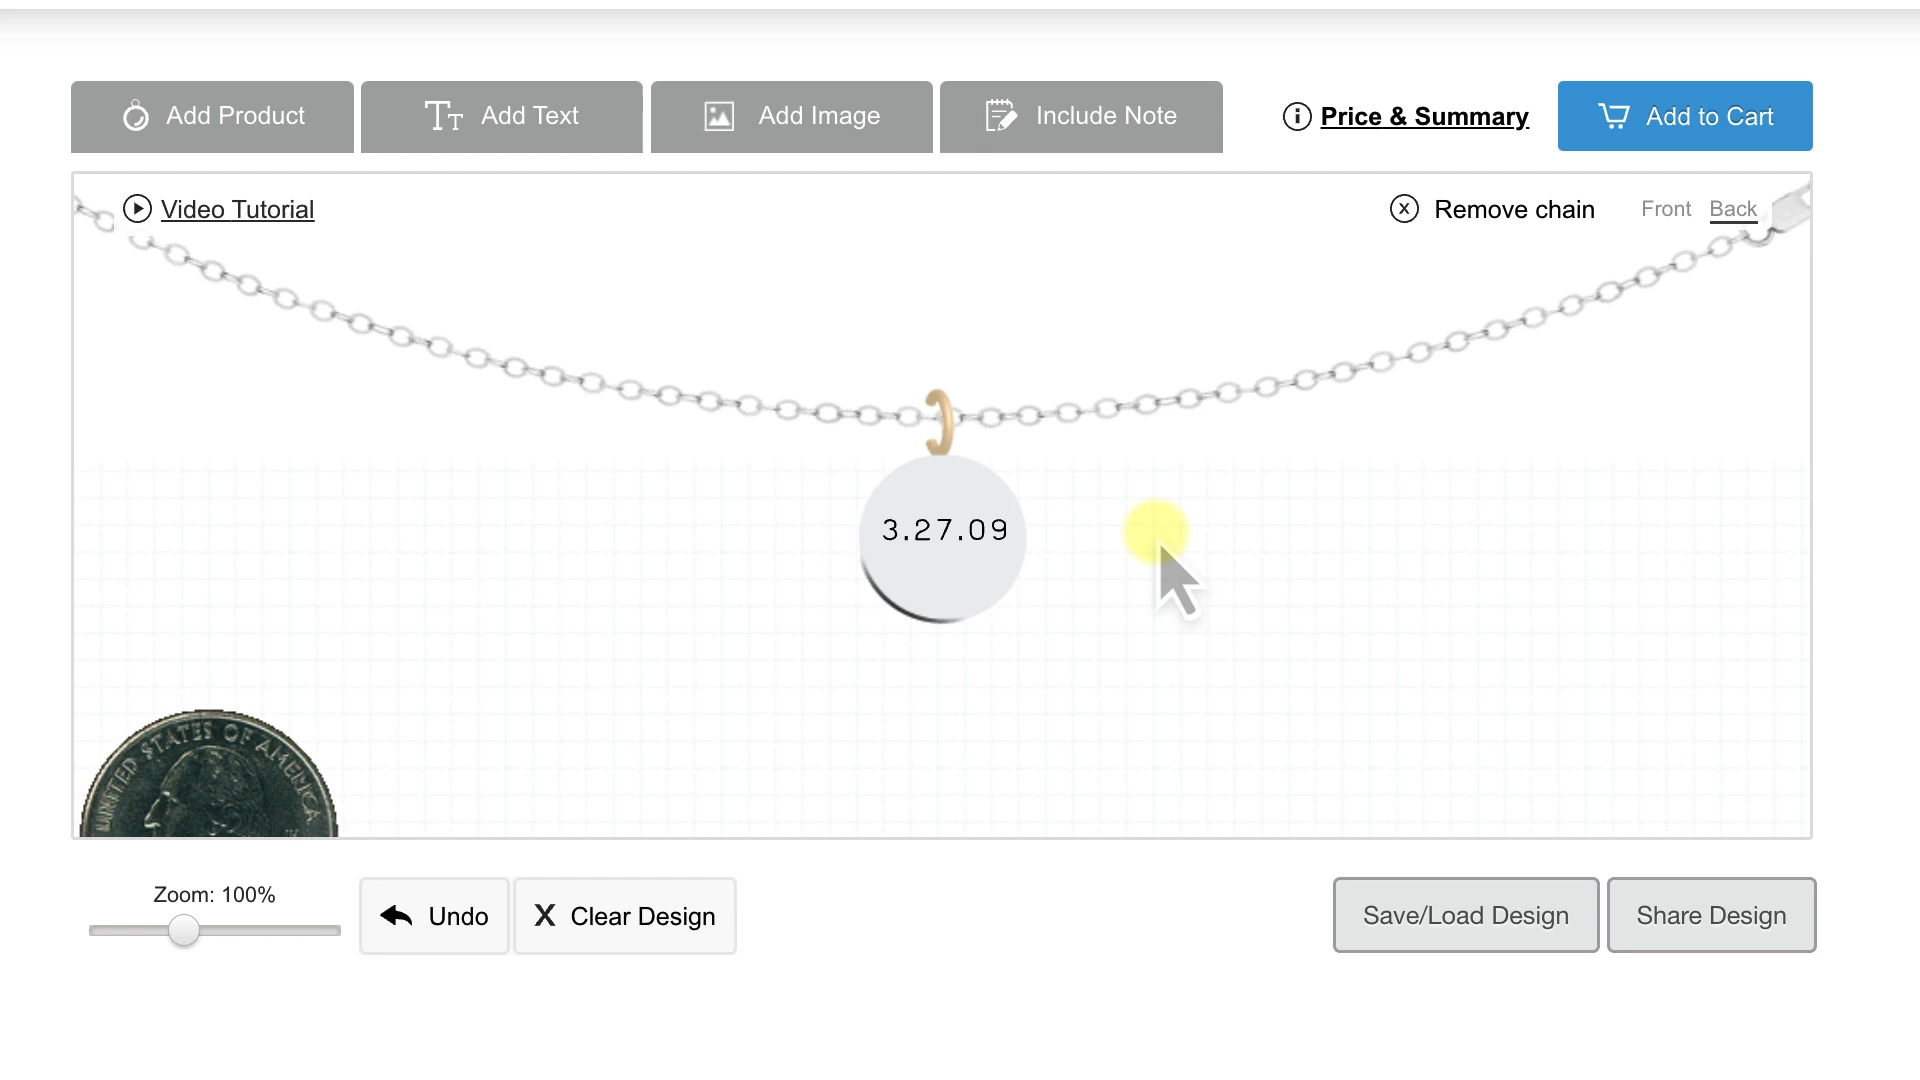 Add Product
Add Text
Add Image
Include Note
Price & Summary
Add to Cart
Video Tutorial
Remove chain
Front
Back
3.27.09
UNITED STATES OF AMERICA
Zoom: 100%
Undo
X Clear Design
Save/Load Design
Share Design